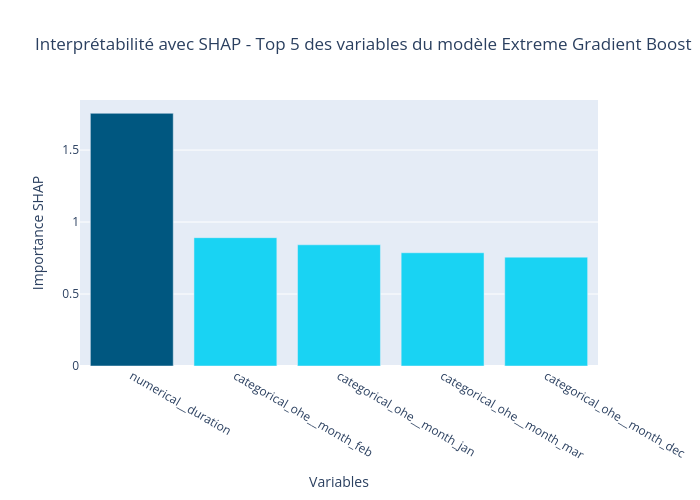 Interprétabilité avec SHAP - Top 5 des variables du modèle Extreme Gradient Boost
Importance SHAP
1.5
1
0.5
0
numerical__duration
categorical_ohe__month_feb
categorical_ohe__month_jan
categorical_ohe__month_mar
categorical_ohe__month_dec
Variables